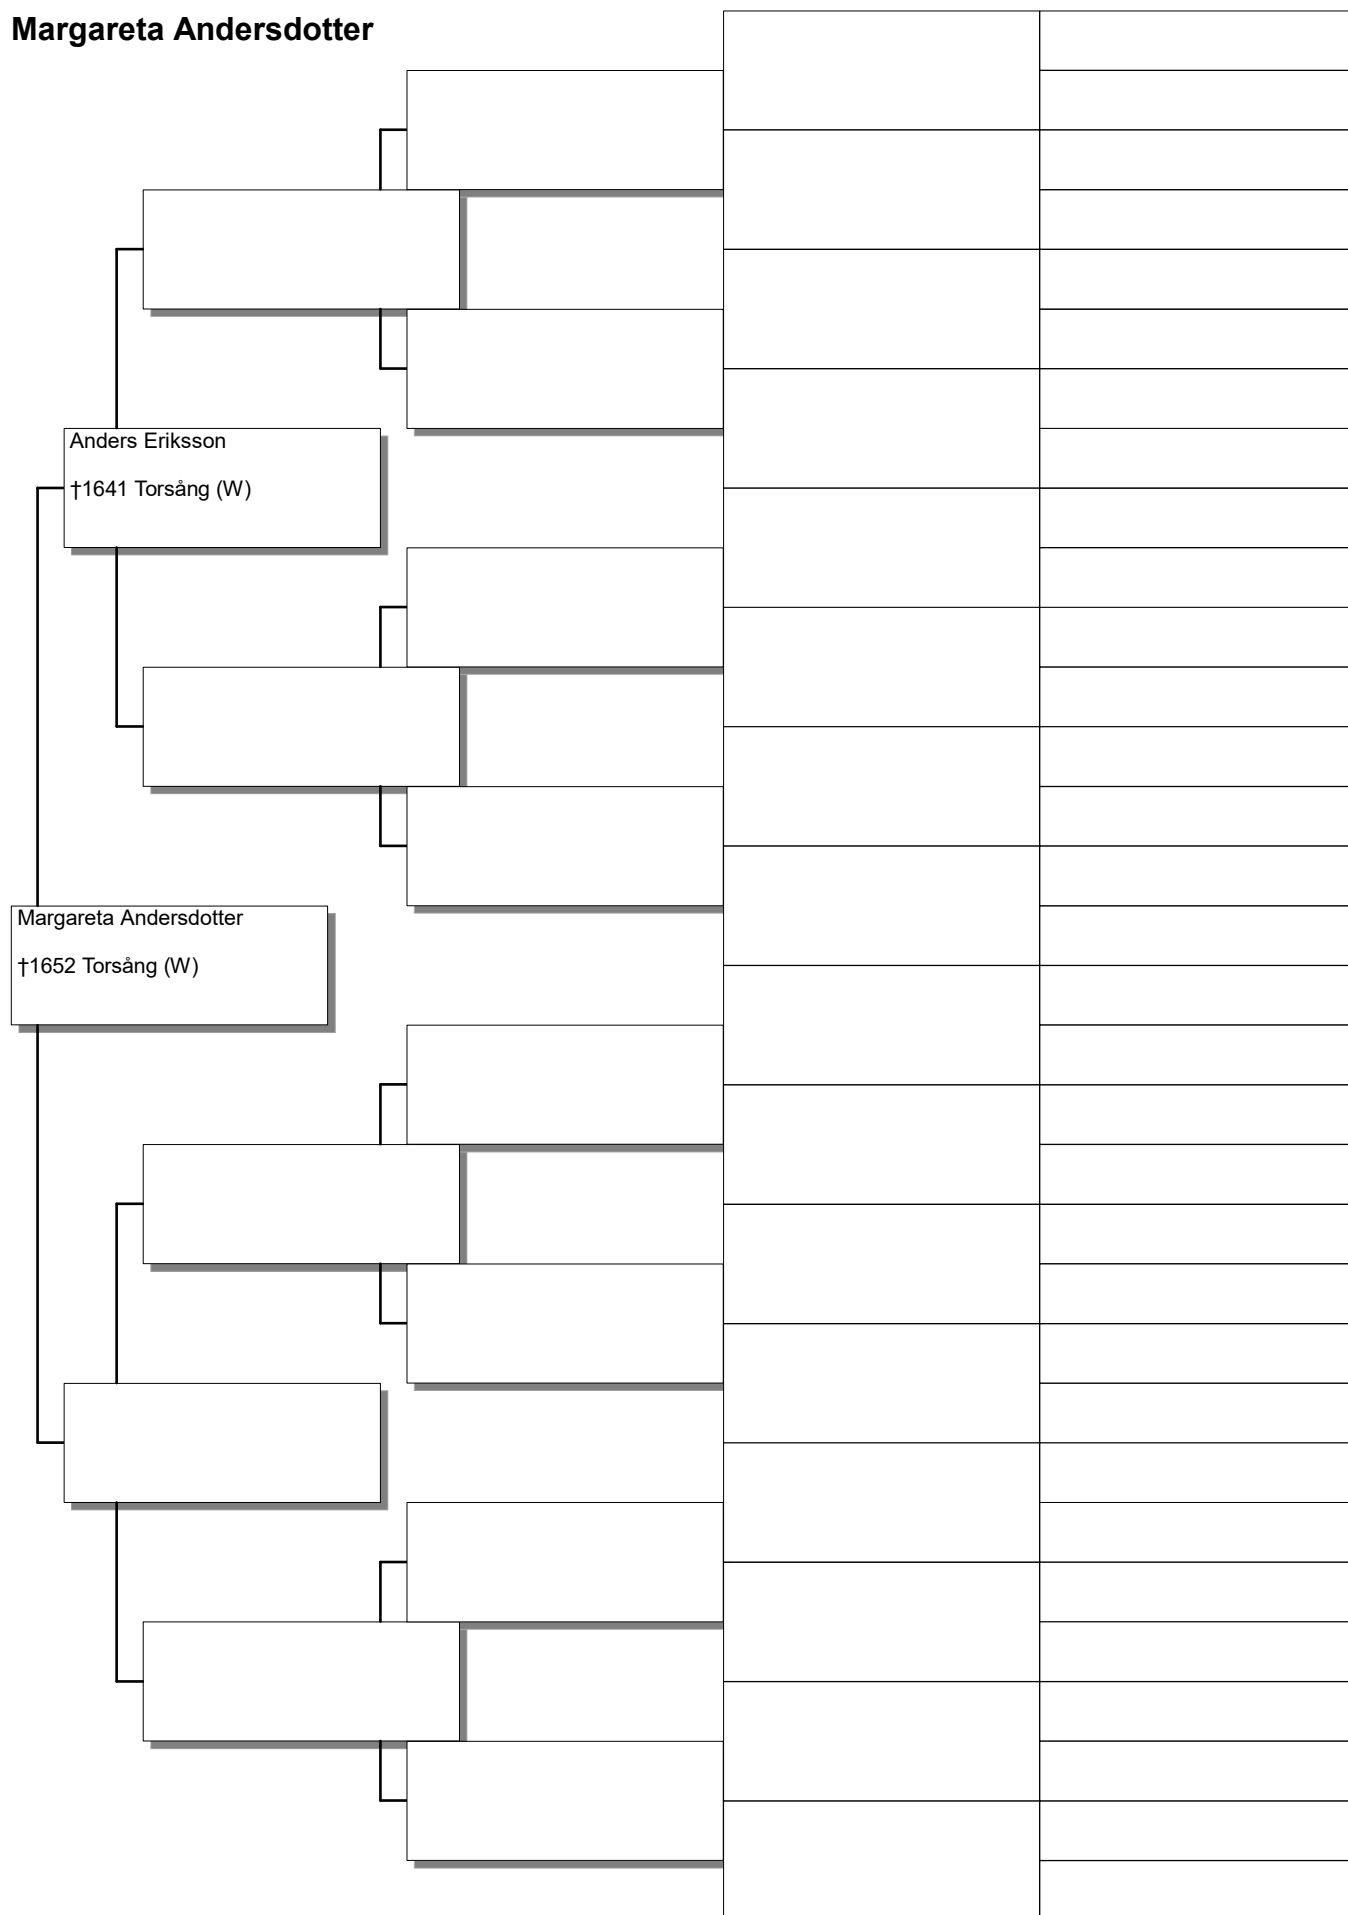 Margareta Andersdotter
Anders Eriksson
†1641 Torsång (W)
Margareta Andersdotter
†1652 Torsång (W)